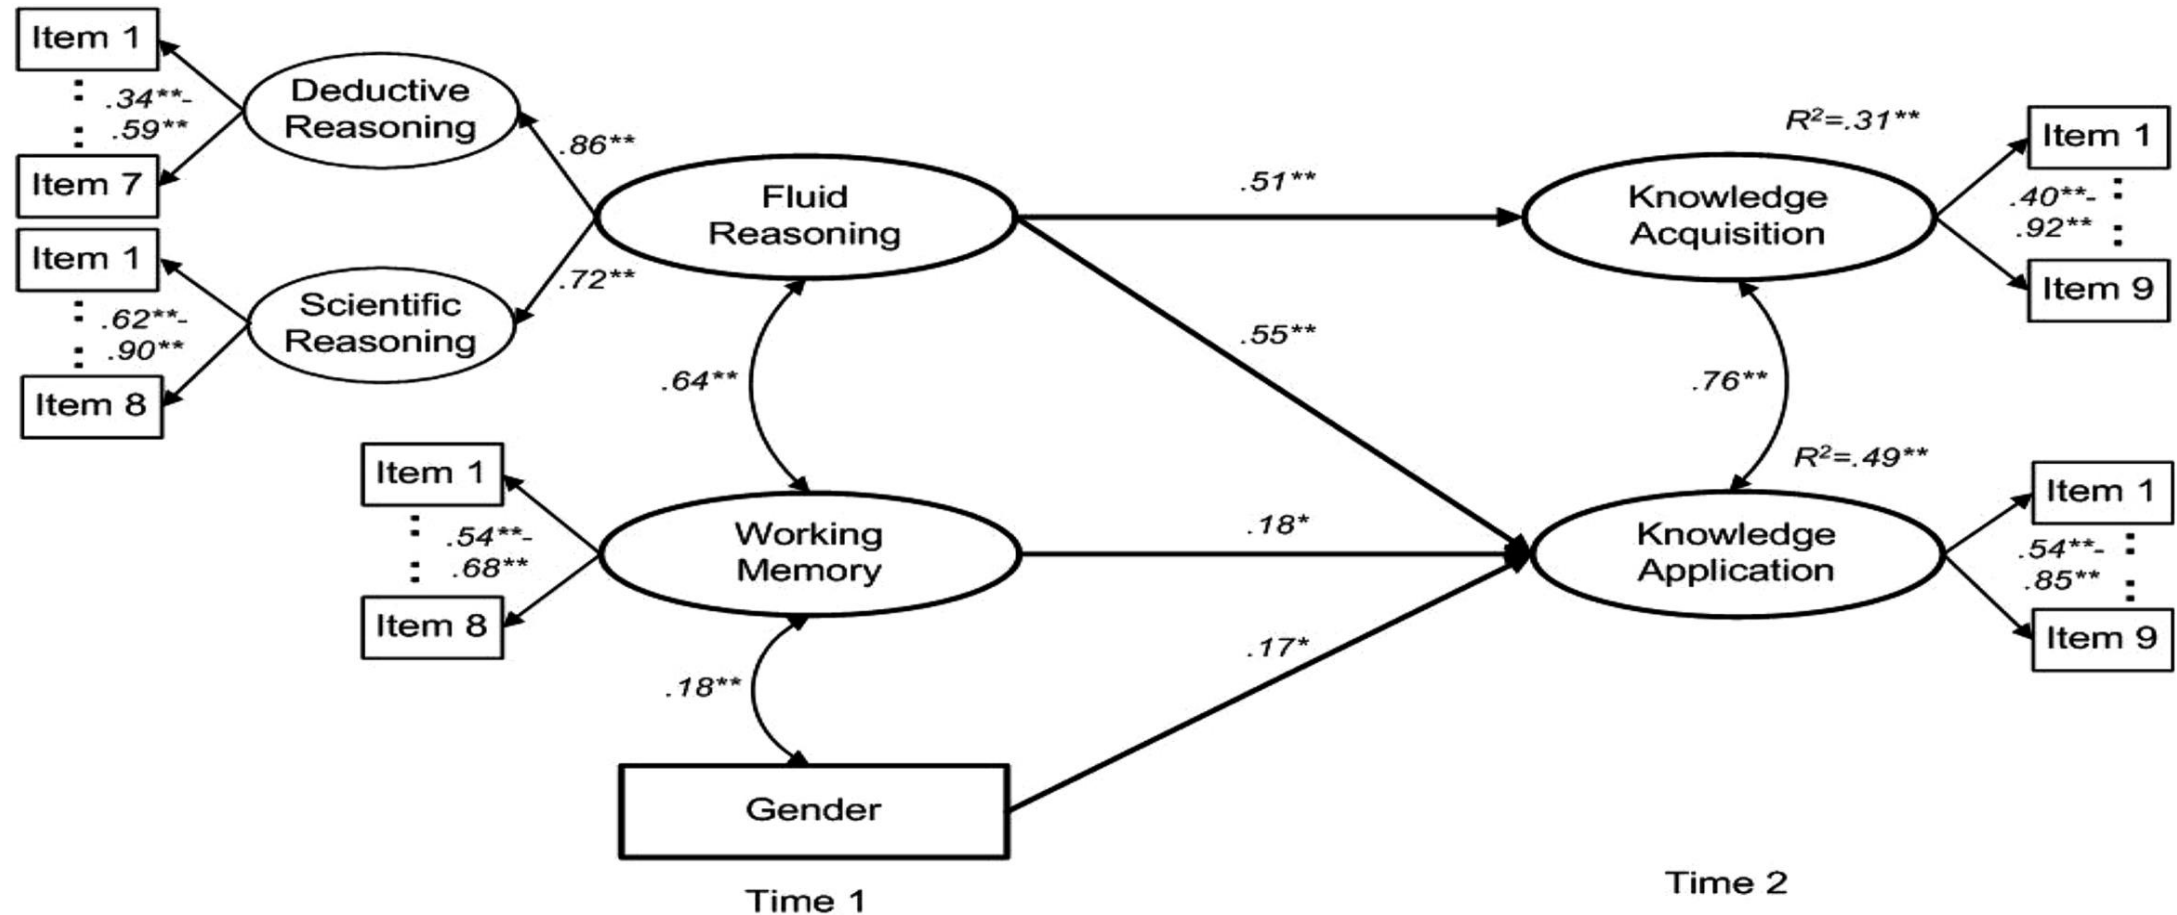 Item 1
.34**-
.59**
Item 7
Deductive
Reasoning
.86**
Item 1
.62**-
.90**
Item 8
Scientific
Reasoning
.72**
Fluid
Reasoning
.51**
.55**
.64**
Item 1
.54**-
.68**
Item 8
Working
Memory
.18*
.18**
.17*
Gender
Time 1
R²=.31**
Knowledge
Acquisition
Item 1
.40**-
.92**
Item 9
.76**
R²=.49**
Knowledge
Application
Item 1
.54**-
.85**
Item 9
Time 2